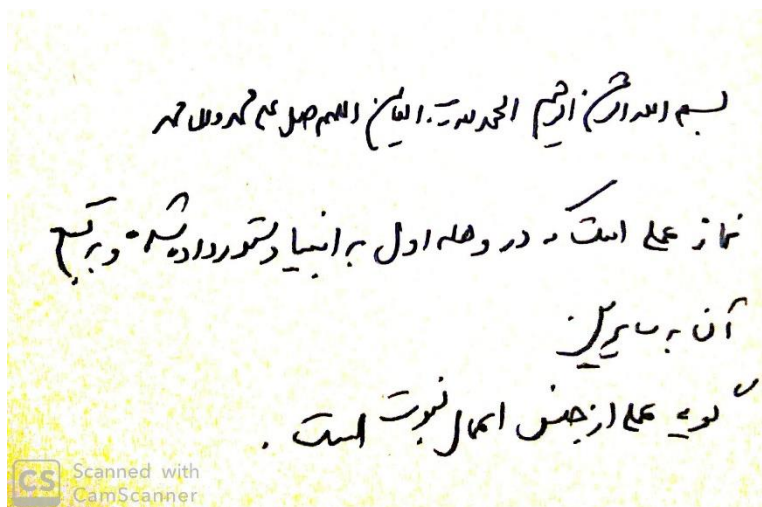 بسم الله الرحمن الرحیم الحمدلله رب العالمین اللهم صل علی محمد و آل محمد
نماز عملی است که در وهله اول به انبیا دستور داده شده و به تبع
آن به سایرین
گویی عملی از جنس اعمال نبوت است .
CS Scanned with
CamScanner